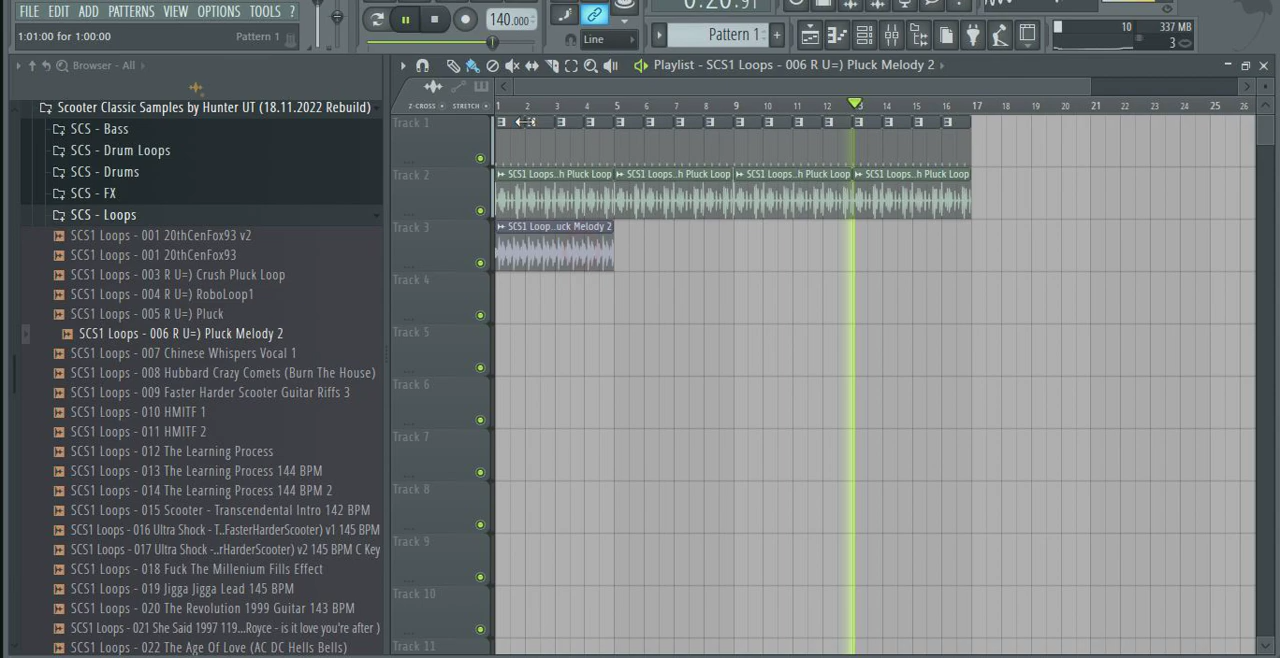 FILE EDIT ADD PATTERNS VIEW OPTIONS TOOLS ?
1:01:00 for 1:00:00
Pattern 1
140.000
Line
Pattern 1
10
337 MB
3
Browser - All
Playlist - SCS1 Loops - 006 R U=) Pluck Melody 2
Z-CROSS
STRETCH
1 2 3 4 5 6 7 8 9 10 11 12 13 14 15 16 17 18 19 20 21 22 23 24 25 26
Scooter Classic Samples by Hunter UT (18.11.2022 Rebuild)
SCS - Bass
SCS - Drum Loops
SCS - Drums
SCS - FX
SCS - Loops
SCS1 Loops - 001 20thCenFox93 v2
SCS1 Loops - 001 20thCenFox93
SCS1 Loops - 003 R U=) Crush Pluck Loop
SCS1 Loops - 004 R U=) RoboLoop1
SCS1 Loops - 005 R U=) Pluck
SCS1 Loops - 006 R U=) Pluck Melody 2
SCS1 Loops - 007 Chinese Whispers Vocal 1
SCS1 Loops - 008 Hubbard Crazy Comets (Burn The House)
SCS1 Loops - 009 Faster Harder Scooter Guitar Riffs 3
SCS1 Loops - 010 HMITF 1
SCS1 Loops - 011 HMITF 2
SCS1 Loops - 012 The Learning Process
SCS1 Loops - 013 The Learning Process 144 BPM
SCS1 Loops - 014 The Learning Process 144 BPM 2
SCS1 Loops - 015 Scooter - Transcendental Intro 142 BPM
SCS1 Loops - 016 Ultra Shock - T..FasterHarderScooter) v1 145 BPM
SCS1 Loops - 017 Ultra Shock -..rHarderScooter) v2 145 BPM C Key
SCS1 Loops - 018 Fuck The Millenium Fills Effect
SCS1 Loops - 019 Jigga Jigga Lead 145 BPM
SCS1 Loops - 020 The Revolution 1999 Guitar 143 BPM
SCS1 Loops - 021 She Said 1997 119...Royce - is it love you're after )
SCS1 Loops - 022 The Age Of Love (AC DC Hells Bells)
Track 1
Track 2
SCS1 Loops..h Pluck Loop
SCS1 Loops..h Pluck Loop
SCS1 Loops..h Pluck Loop
SCS1 Loops..h Pluck Loop
Track 3
SCS1 Loop...uck Melody 2
Track 4
Track 5
Track 6
Track 7
Track 8
Track 9
Track 10
Track 11